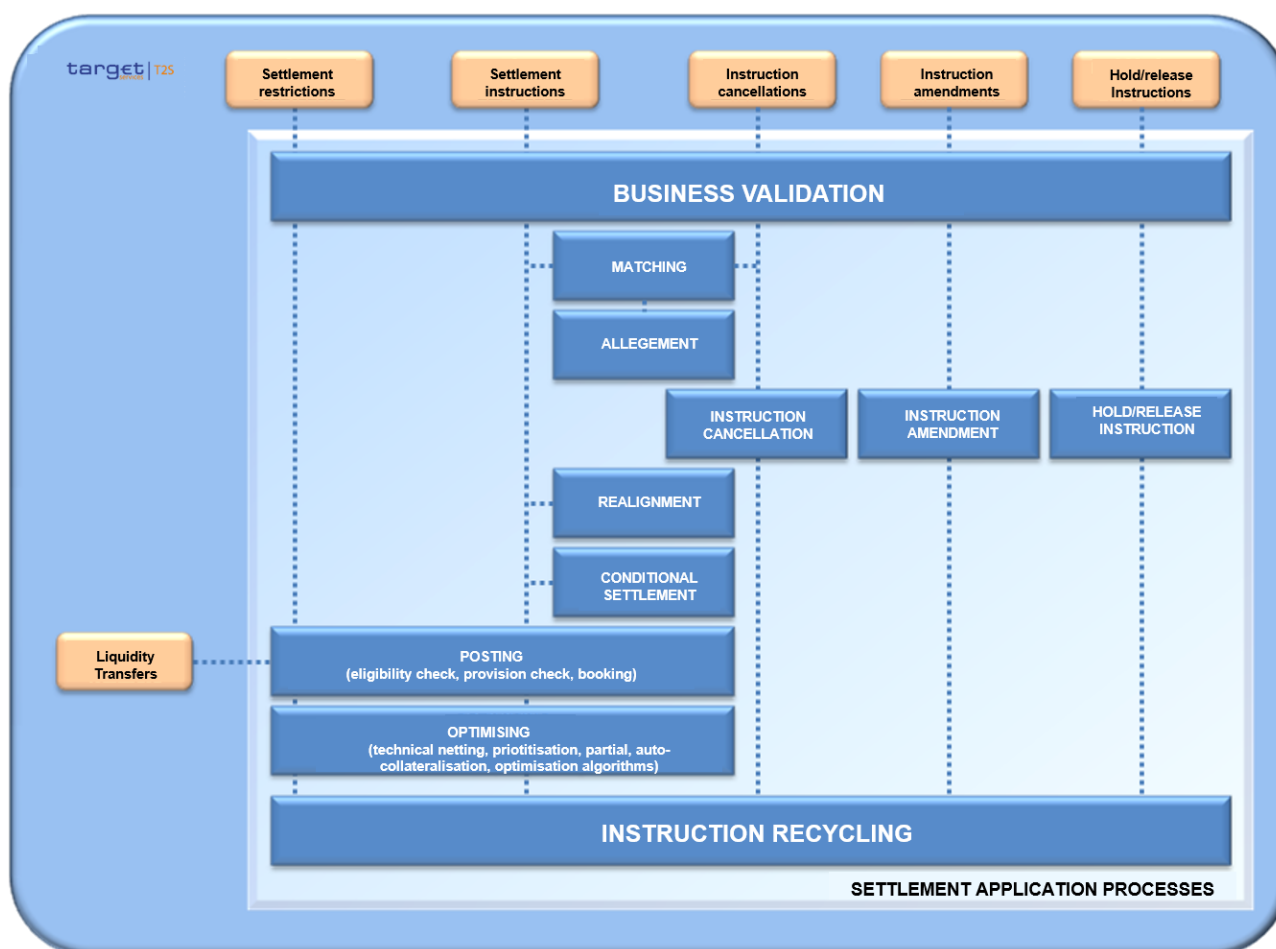 target | T2S
Settlement
restrictions
Settlement
instructions
Instruction
cancellations
Instruction
amendments
Hold/release
Instructions
BUSINESS VALIDATION
MATCHING
ALLEGEMENT
INSTRUCTION
CANCELLATION
INSTRUCTION
AMENDMENT
HOLD/RELEASE
INSTRUCTION
REALIGNMENT
CONDITIONAL
SETTLEMENT
Liquidity
Transfers
POSTING
(eligibility check, provision check, booking)
OPTIMISING
(technical netting, priotitisation, partial, auto-
collateralisation, optimisation algorithms)
INSTRUCTION RECYCLING
SETTLEMENT APPLICATION PROCESSES